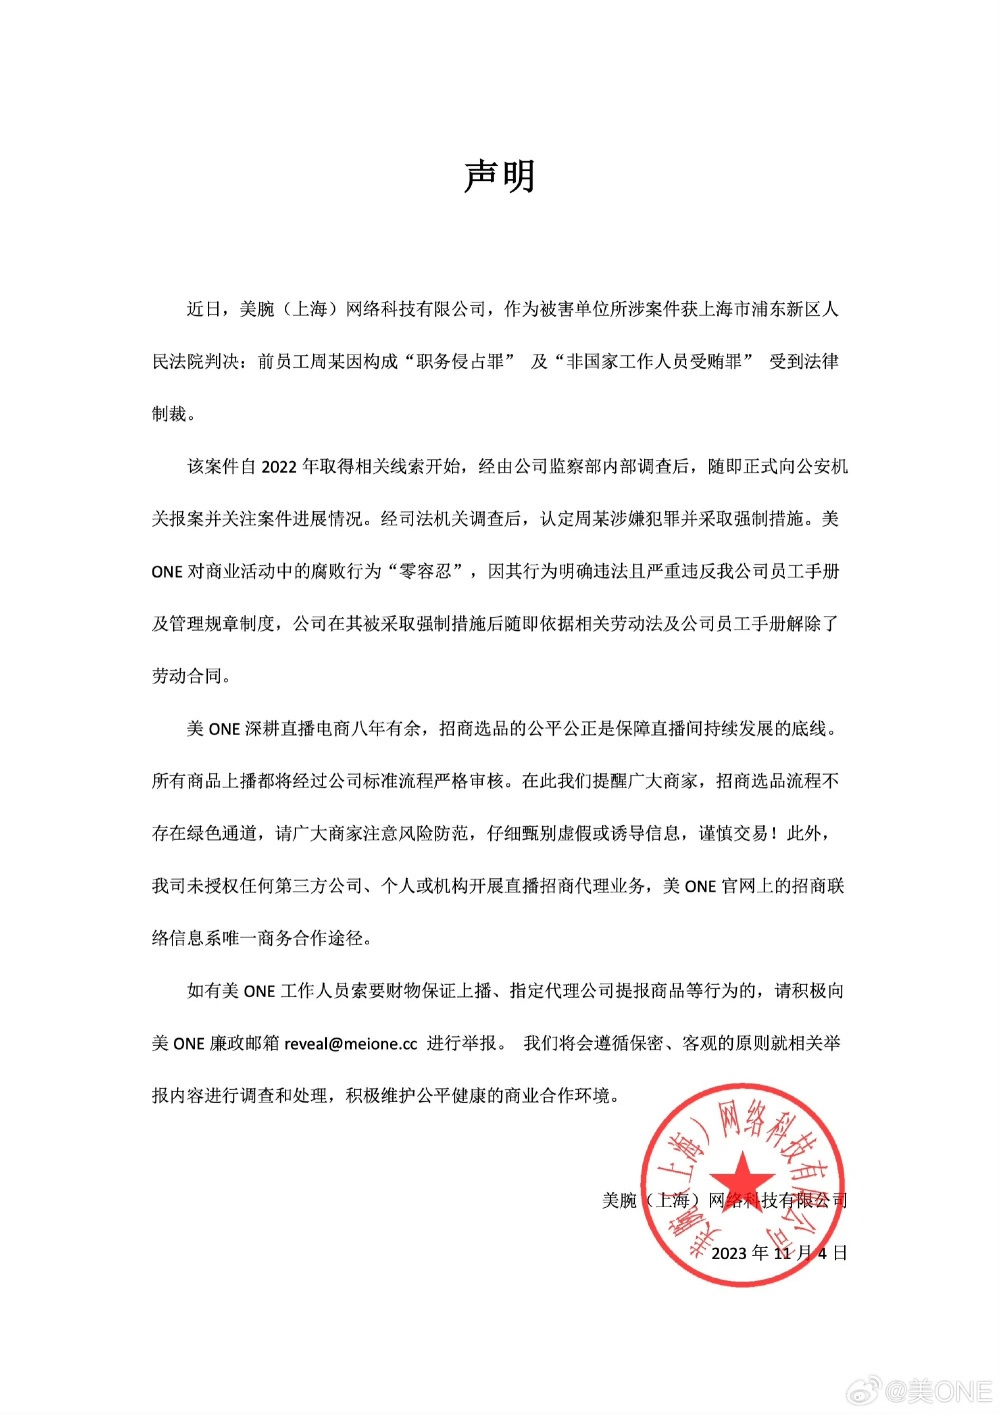 声明
近日，美腕（上海）网络科技有限公司，作为被害单位所涉案件获上海市浦东新区人
民法院判决：前员工周某因构成“职务侵占罪” 及“非国家工作人员受贿罪” 受到法律
制裁。
该案件自 2022 年取得相关线索开始，经由公司监察部内部调查后，随即正式向公安机
关报案并关注案件进展情况。经司法机关调查后，认定周某涉嫌犯罪并采取强制措施。美
ONE 对商业活动中的腐败行为“零容忍”，因其行为明确违法且严重违反我公司员工手册
及管理规章制度，公司在其被采取强制措施后随即依据相关劳动法及公司员工手册解除了
劳动合同。
美 ONE 深耕直播电商八年有余，招商选品的公平公正是保障直播间持续发展的底线。
所有商品上播都将经过公司标准流程严格审核。在此我们提醒广大商家，招商选品流程不
存在绿色通道，请广大商家注意风险防范，仔细甄别虚假或诱导信息，谨慎交易！此外，
我司未授权任何第三方公司、个人或机构开展直播招商代理业务，美 ONE 官网上的招商联
络信息系唯一商务合作途径。
如有美 ONE 工作人员索要财物保证上播、指定代理公司提报商品等行为的，请积极向
美 ONE 廉政邮箱 reveal@meione.cc 进行举报。 我们将会遵循保密、客观的原则就相关举
报内容进行调查和处理，积极维护公平健康的商业合作环境。
美腕（上海）网络科技有限公司
2023 年 11 月 4 日
美腕（上海）网络科技有限公司
@美ONE